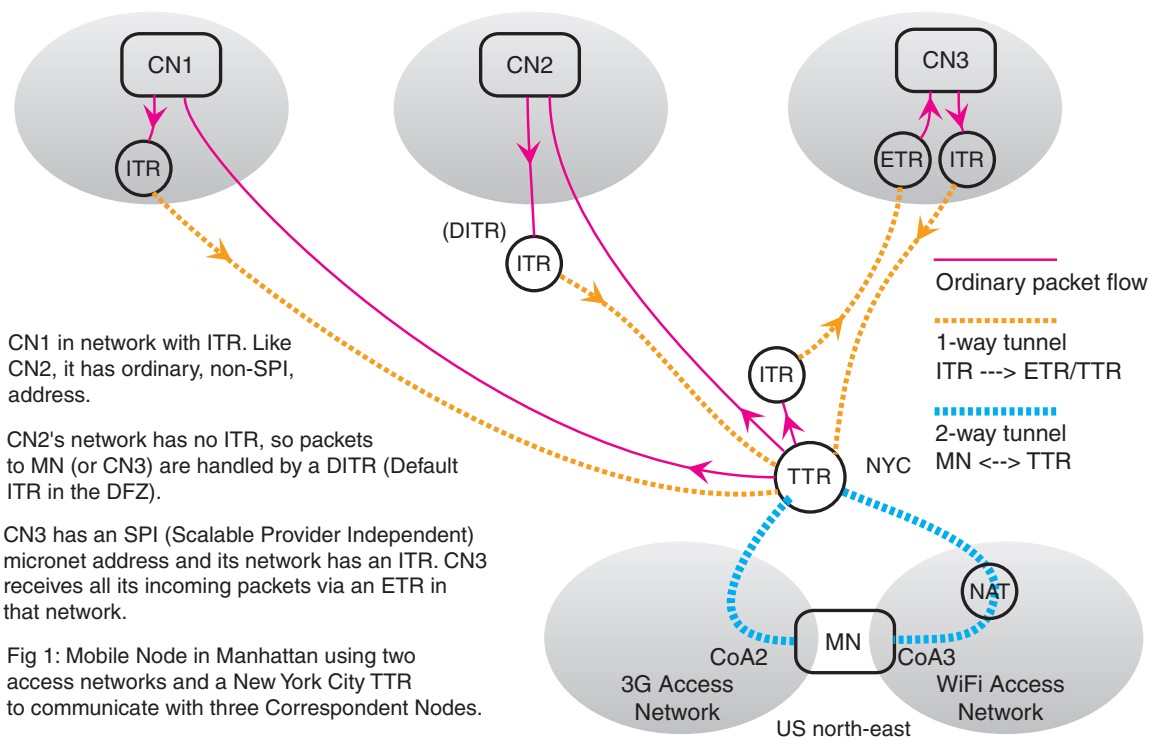 CN1
CN2
CN3
ITR
ETR
ITR
(DITR)
ITR
Ordinary packet flow
1-way tunnel
ITR ---> ETR/TTR
2-way tunnel
MN <--> TTR
ITR
TTR
NYC
CN1 in network with ITR. Like
CN2, it has ordinary, non-SPI,
address.
CN2's network has no ITR, so packets
to MN (or CN3) are handled by a DITR (Default
ITR in the DFZ).
CN3 has an SPI (Scalable Provider Independent)
micronet address and its network has an ITR. CN3
receives all its incoming packets via an ETR in
that network.
Fig 1: Mobile Node in Manhattan using two
access networks and a New York City TTR
to communicate with three Correspondent Nodes.
NAT
MN
CoA2
CoA3
3G Access
Network
WiFi Access
Network
US north-east